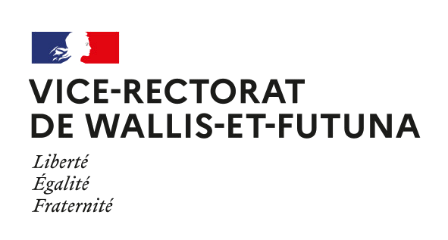 VICE-RECTORAT
DE WALLIS-ET-FUTUNA
Liberté
Égalité
Fraternité